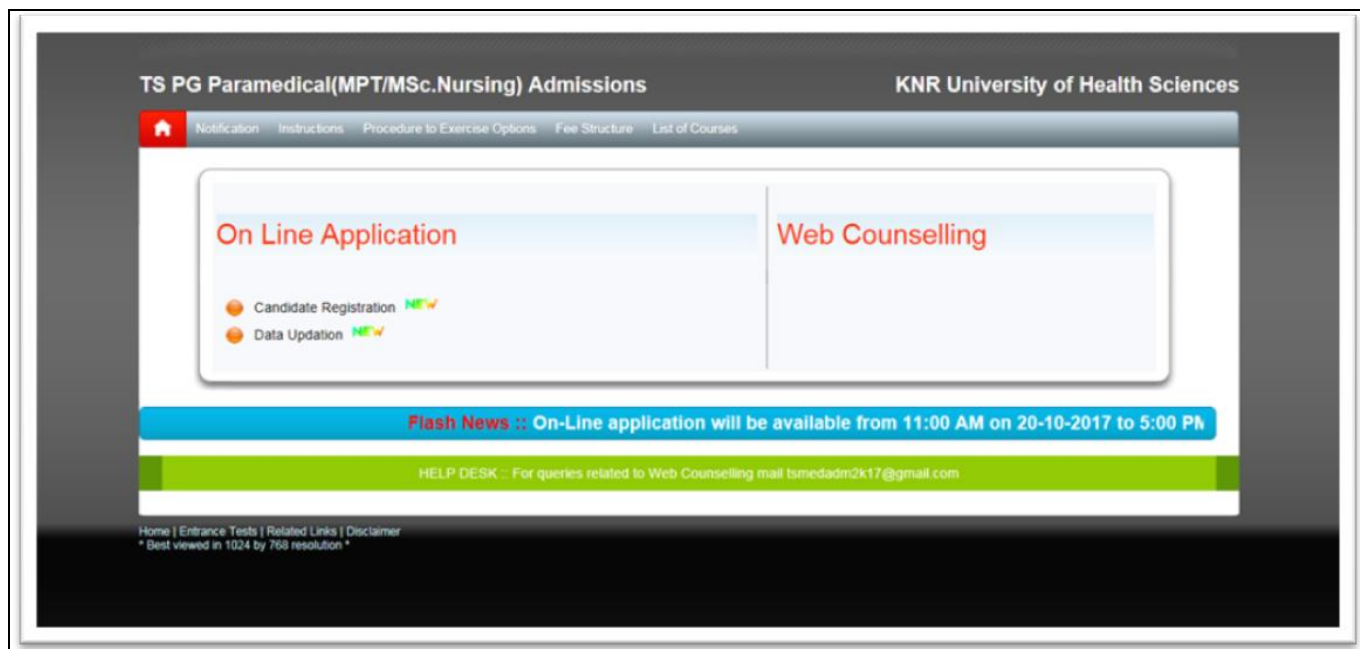 TS PG Paramedical(MPT/MSc.Nursing) Admissions KNR University of Health Sciences
Notification Instructions Procedure to Exercise Options Fee Structure List of Courses
On Line Application
Candidate Registration NEW
Data Updation NEW
Web Counselling
Flash News :: On-Line application will be available from 11:00 AM on 20-10-2017 to 5:00 PM
HELP DESK :: For queries related to Web Counselling mail tsmedadm2k17@gmail.com
Home | Entrance Tests | Related Links | Disclaimer
* Best viewed in 1024 by 768 resolution *